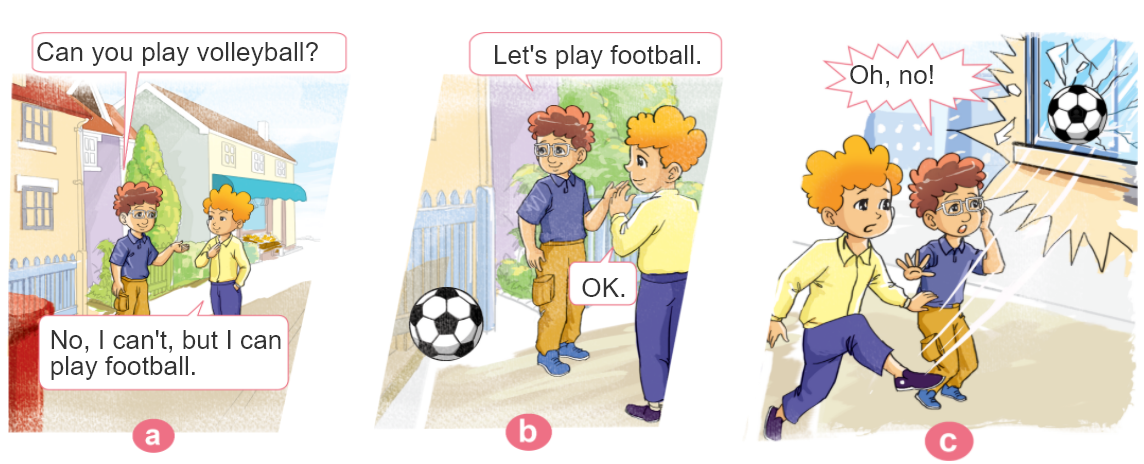 Can you play volleyball?
No, I can't, but I can
play football.
a
Let's play football.
OK.
b
Oh, no!
c